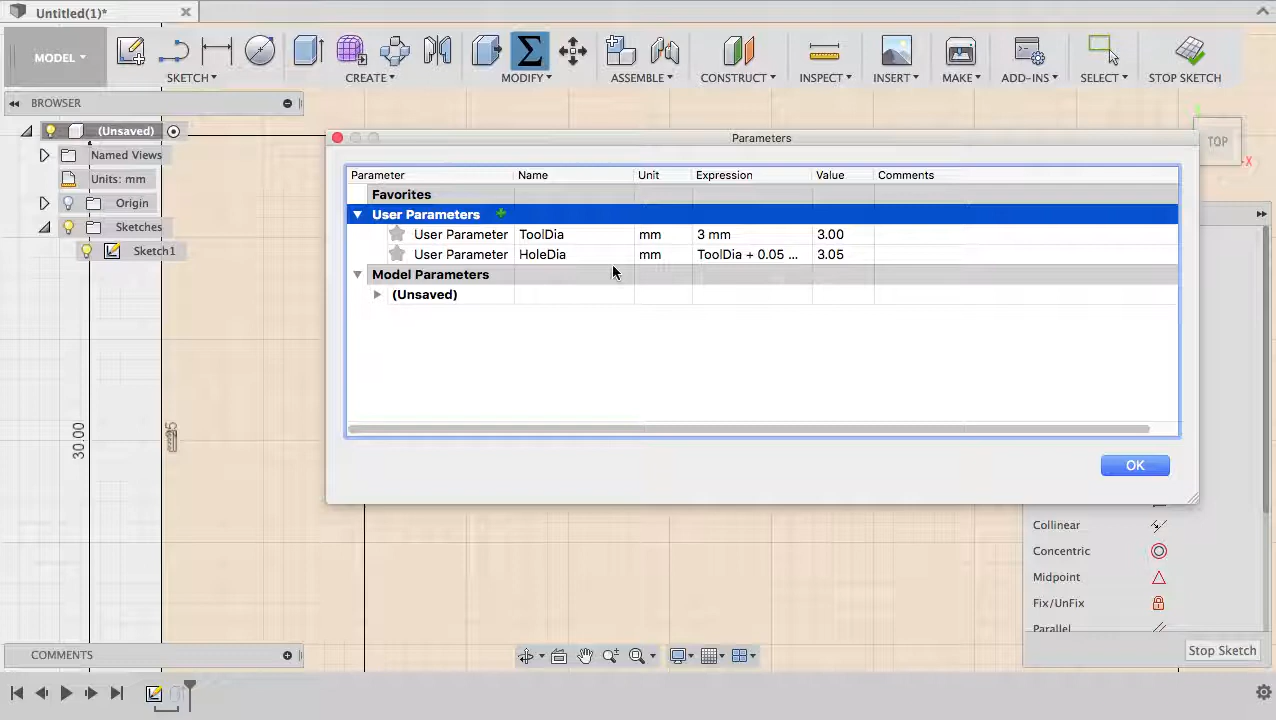 Untitled(1)*
MODEL
SKETCH
CREATE
MODIFY
ASSEMBLE
CONSTRUCT
INSPECT
INSERT
MAKE
ADD-INS
SELECT
STOP SKETCH
BROWSER
(Unsaved)
Named Views
Units: mm
Origin
Sketches
Sketch1
TOP
X
Parameters
Parameter Name Unit Expression Value Comments
Favorites
User Parameters
User Parameter ToolDia mm 3 mm 3.00
User Parameter HoleDia mm ToolDia + 0.05 ... 3.05
Model Parameters
(Unsaved)
OK
30.00
Collinear
Concentric
Midpoint
Fix/UnFix
Parallel
Stop Sketch
COMMENTS